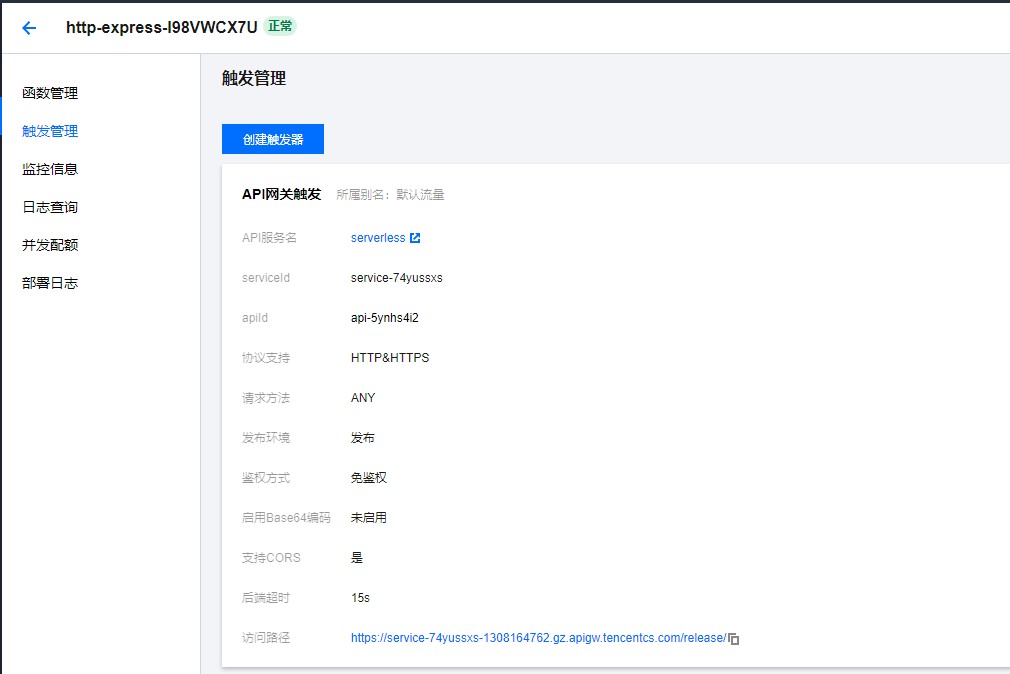 http-express-I98VWCX7U 正常
函数管理
触发管理
监控信息
日志查询
并发配额
部署日志
触发管理
创建触发器
API网关触发 所属别名：默认流量
API服务名 serverless
serviceId service-74yussxs
apiId api-5ynhs4i2
协议支持 HTTP&HTTPS
请求方法 ANY
发布环境 发布
鉴权方式 免鉴权
启用Base64编码 未启用
支持CORS 是
后端超时 15s
访问路径 https://service-74yussxs-1308164762.gz.apigw.tencentcs.com/release/